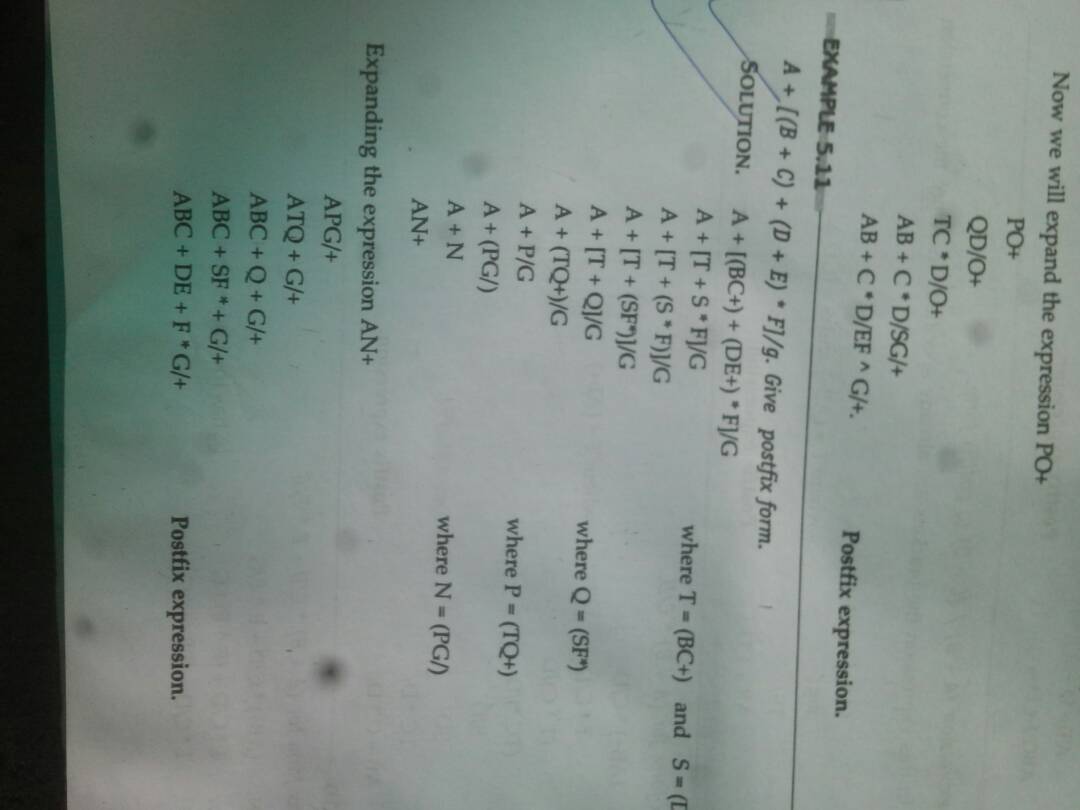 Now we will expand the expression PO+
PO+
QD/O+
TC * D/O+
AB + C * D/SG/+
AB + C * D/EF ^ G/+. Postfix expression.
EXAMPLE 5.11
A + [(B + C) + (D + E) * F]/g. Give postfix form.
SOLUTION. A + [(BC+) + (DE+) * F]/G
A + [T + S * F]/G where T = (BC+) and S = (D
A + [T + (S * F)]/G
A + [T + (SF*)]/G
A + [T + Q]/G where Q = (SF*)
A + (TQ+)/G
A + P/G where P = (TQ+)
A + (PG/)
A + N where N = (PG/)
AN+
Expanding the expression AN+
APG/+
ATQ + G/+
ABC + Q + G/+
ABC + SF * + G/+
ABC + DE + F * G/+ Postfix expression.